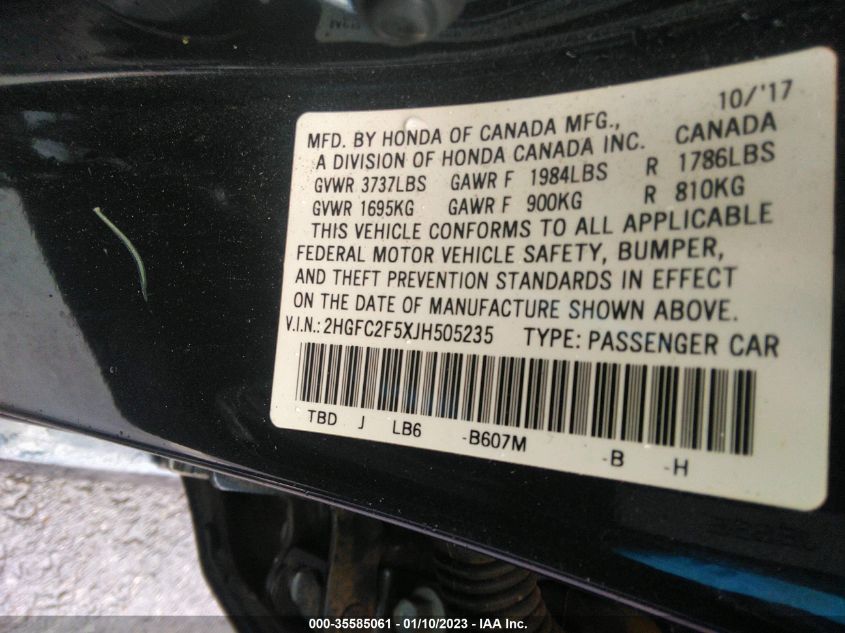 10/'17
MFD. BY HONDA OF CANADA MFG., CANADA
A DIVISION OF HONDA CANADA INC.
GVWR 3737LBS GAWR F 1984LBS R 1786LBS
GVWR 1695KG GAWR F 900KG R 810KG
THIS VEHICLE CONFORMS TO ALL APPLICABLE
FEDERAL MOTOR VEHICLE SAFETY, BUMPER,
AND THEFT PREVENTION STANDARDS IN EFFECT
ON THE DATE OF MANUFACTURE SHOWN ABOVE.
V.I.N.: 2HGFC2F5XJH505235 TYPE: PASSENGER CAR
TBD J LB6 -B607M -B -H
000-35585061 - 01/10/2023 - IAA Inc.